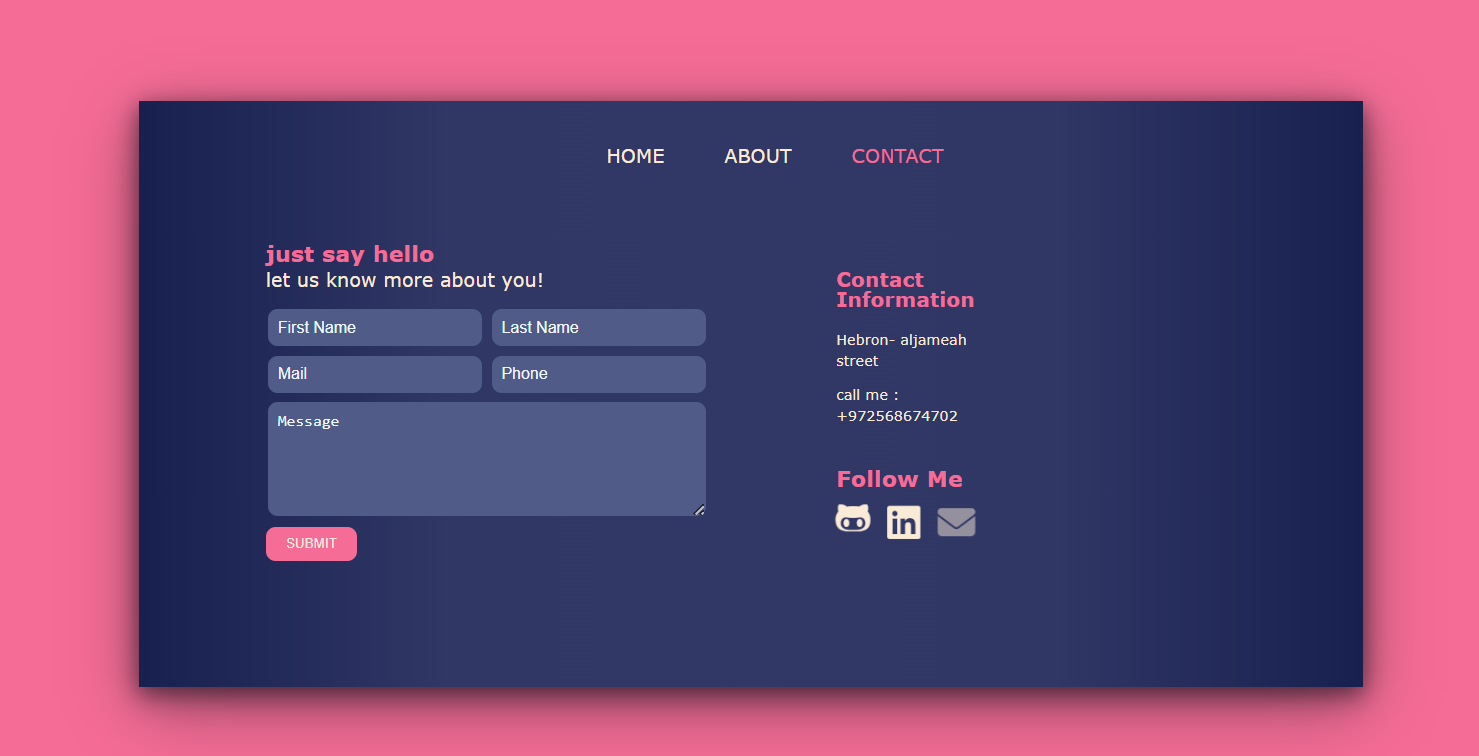 HOME ABOUT CONTACT
just say hello
let us know more about you!
First Name Last Name
Mail Phone
Message
SUBMIT
Contact
Information
Hebron- aljameah
street
call me :
+972568674702
Follow Me
in